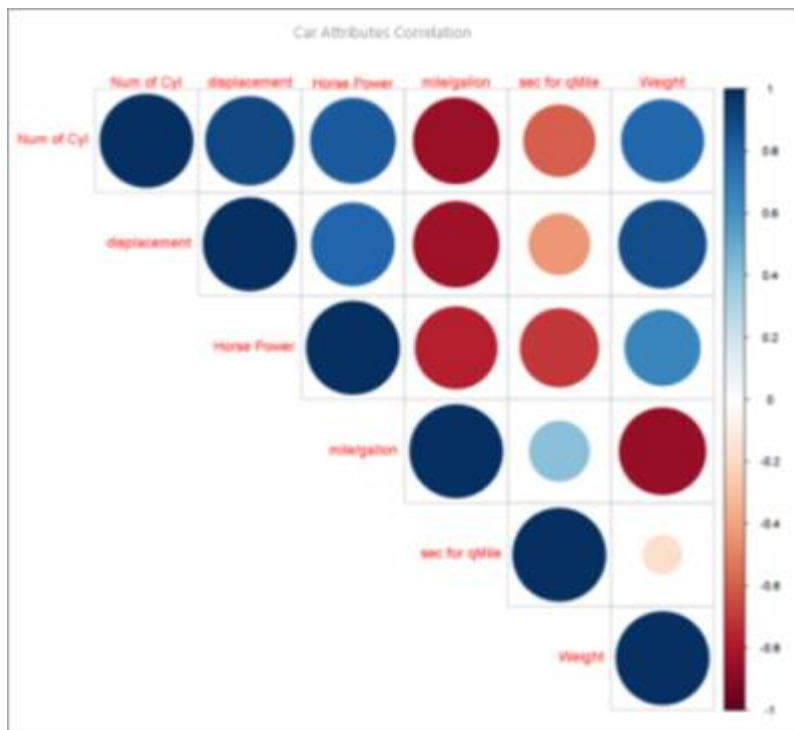 Car Attributes Correlation
Num of Cyl displacement Horse Power mile/gallon sec for qMile Weight
1
Num of Cyl
0.8
displacement
0.6
0.4
Horse Power
0.2
0
mile/gallon
-0.2
-0.4
sec for qMile
-0.6
Weight
-0.8
-1